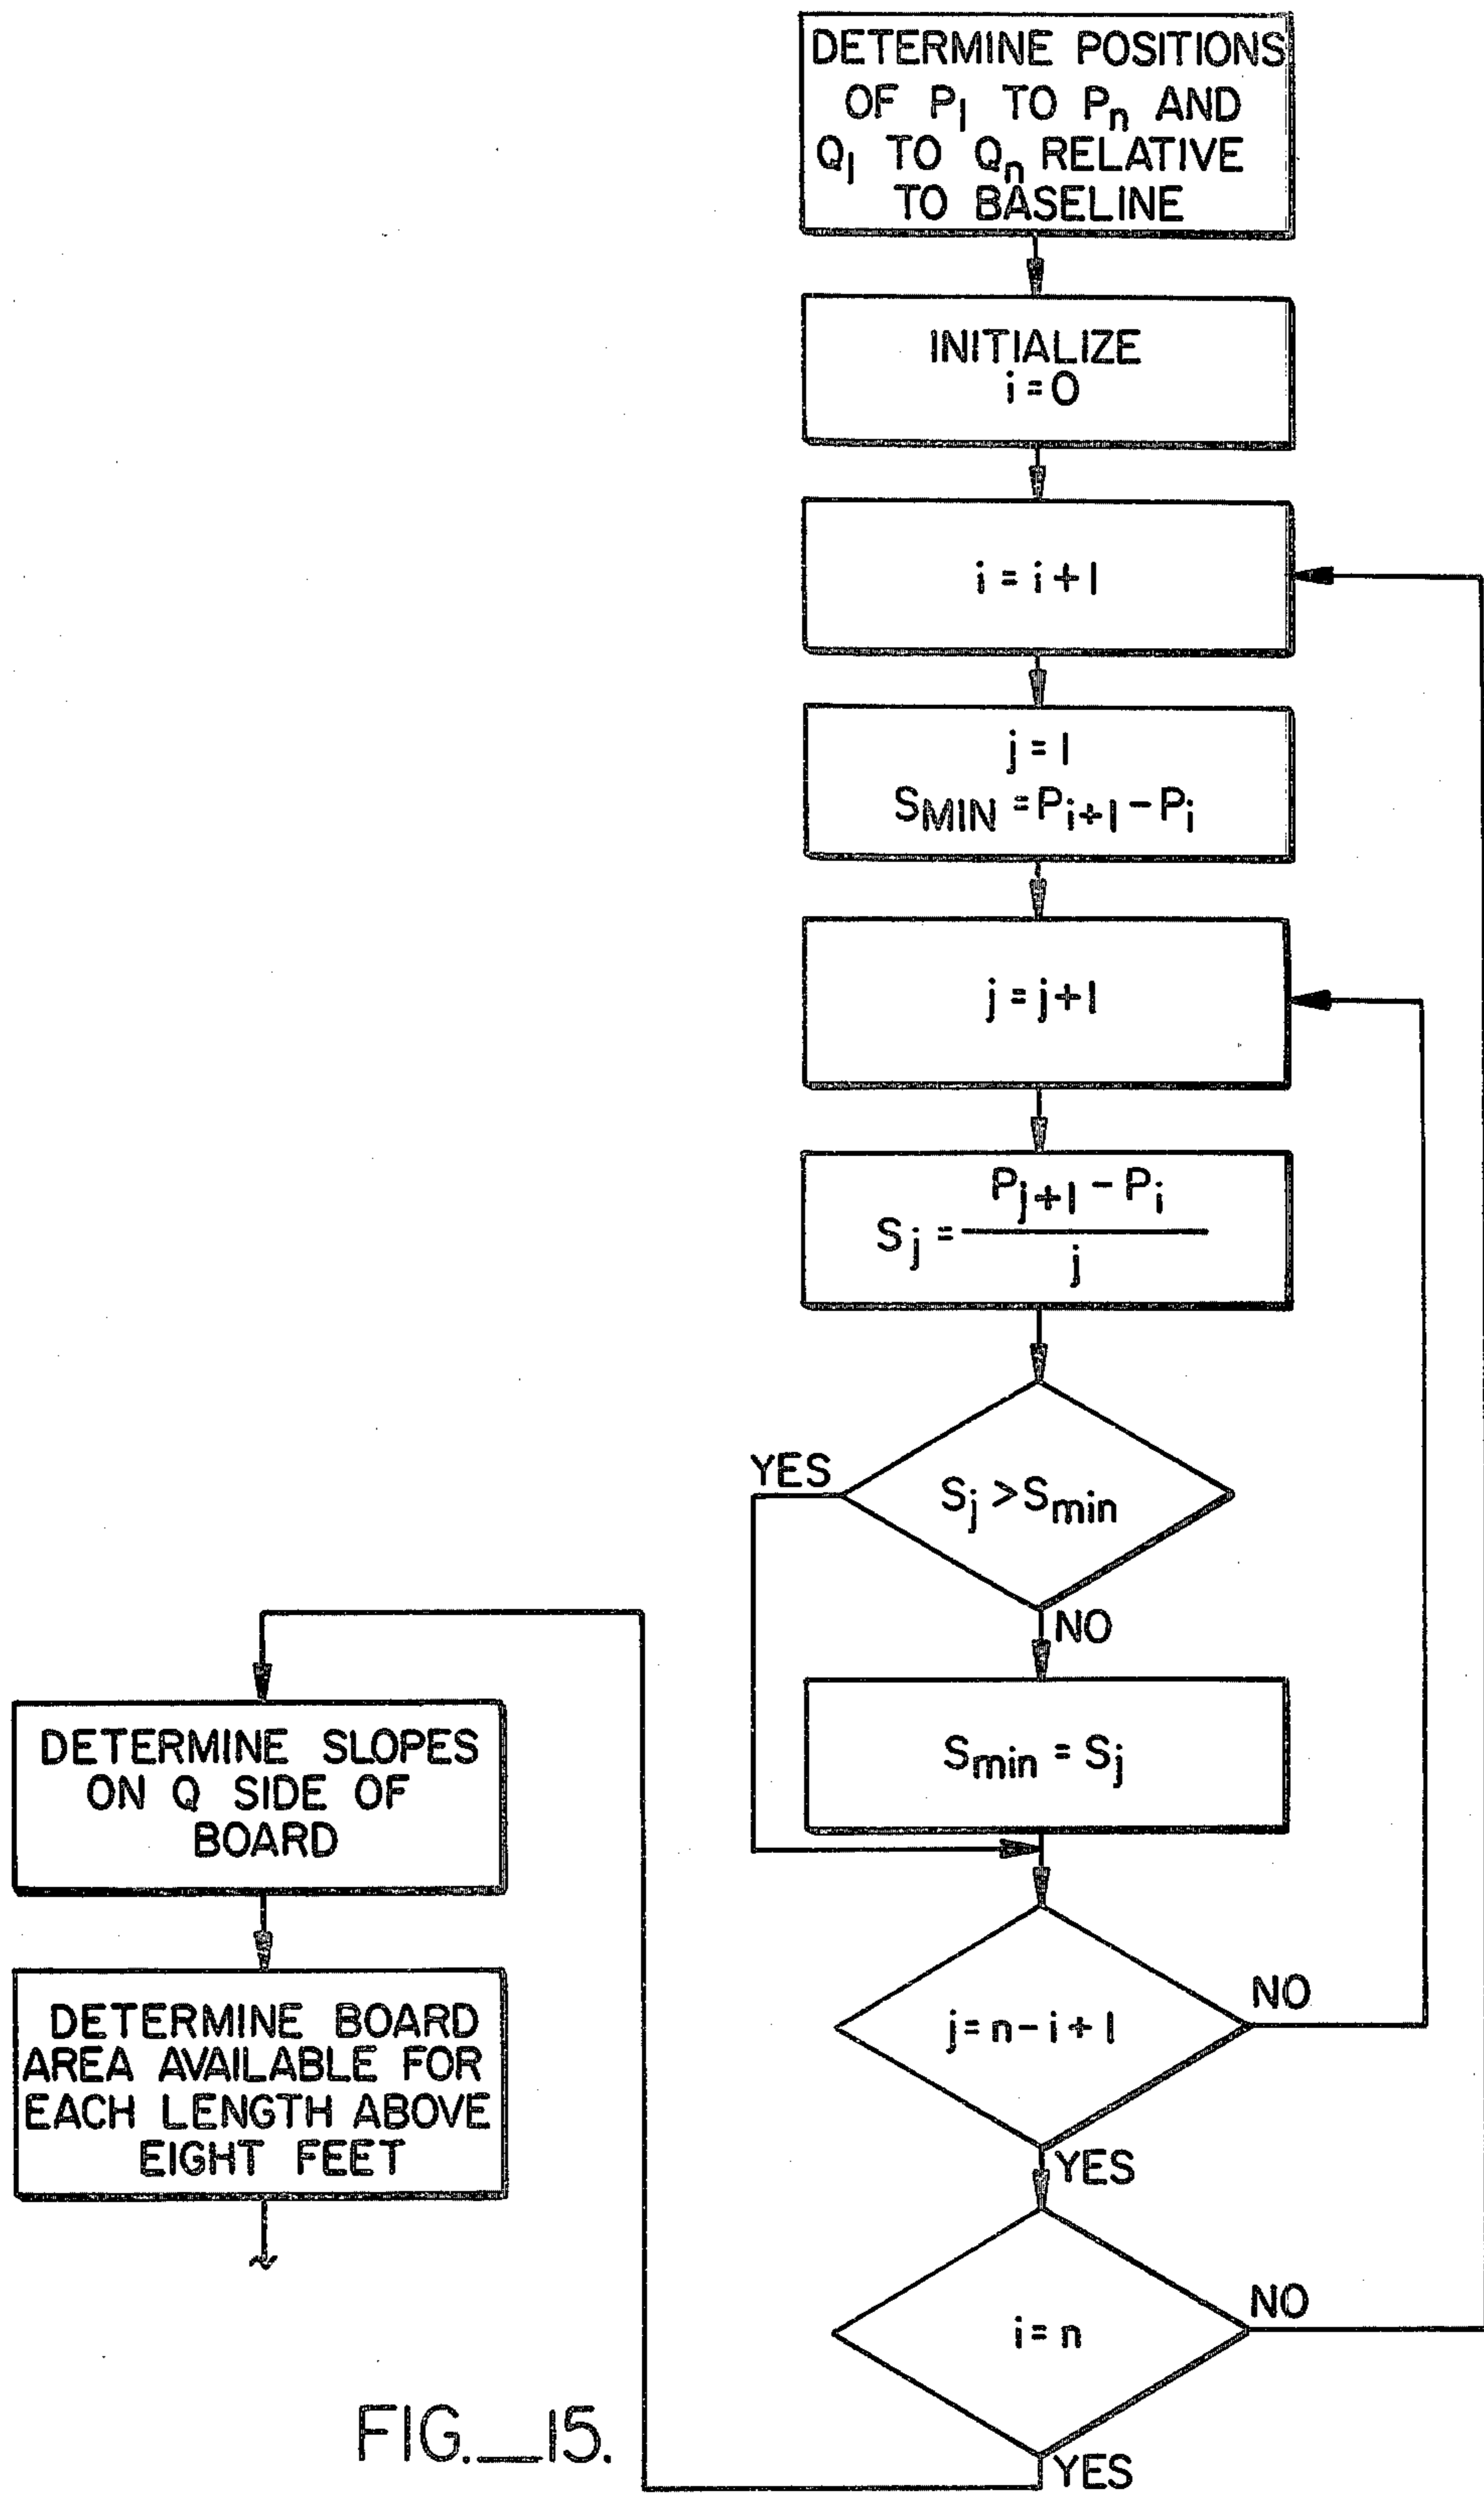 DETERMINE POSITIONS
OF P1 TO Pn AND
Q1 TO Qn RELATIVE
TO BASELINE
INITIALIZE
i = 0
i = i+1
j = 1
SMIN = Pi+1 - Pi
j = j+1
Sj = Pj+1 - Pi
j
Sj > Smin
YES
NO
Smin = Sj
j = n - i + 1
NO
YES
i = n
NO
YES
DETERMINE SLOPES
ON Q SIDE OF
BOARD
DETERMINE BOARD
AREA AVAILABLE FOR
EACH LENGTH ABOVE
EIGHT FEET
FIG._15.